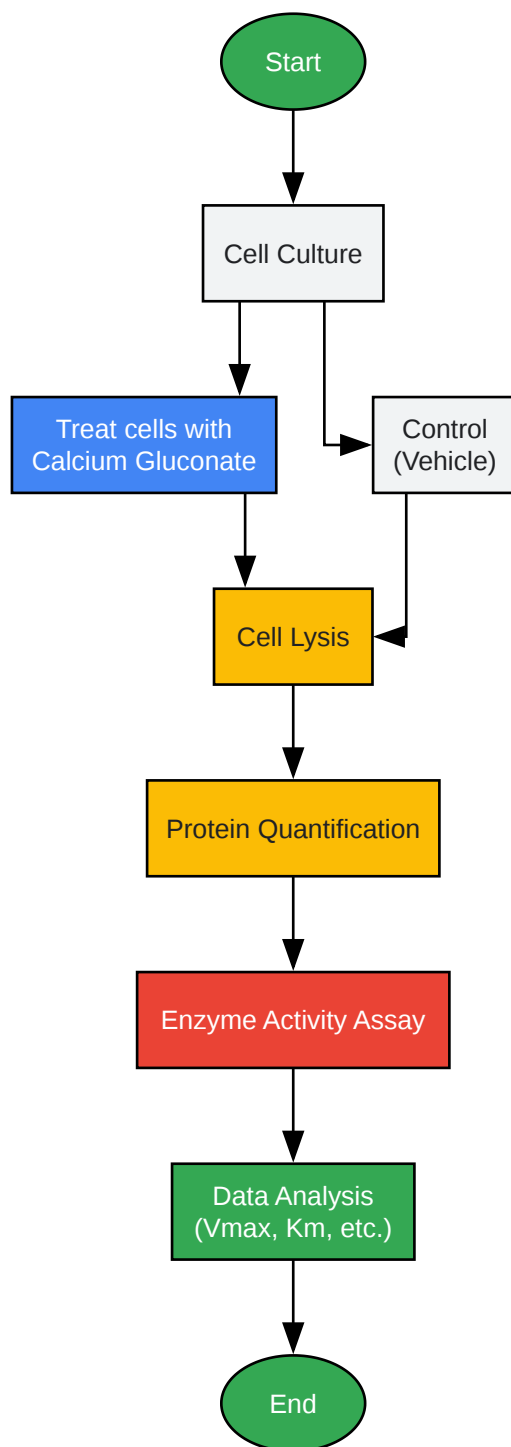 Start
Cell Culture
Treat cells with
Calcium Gluconate
Control
(Vehicle)
Cell Lysis
Protein Quantification
Enzyme Activity Assay
Data Analysis
(Vmax, Km, etc.)
End